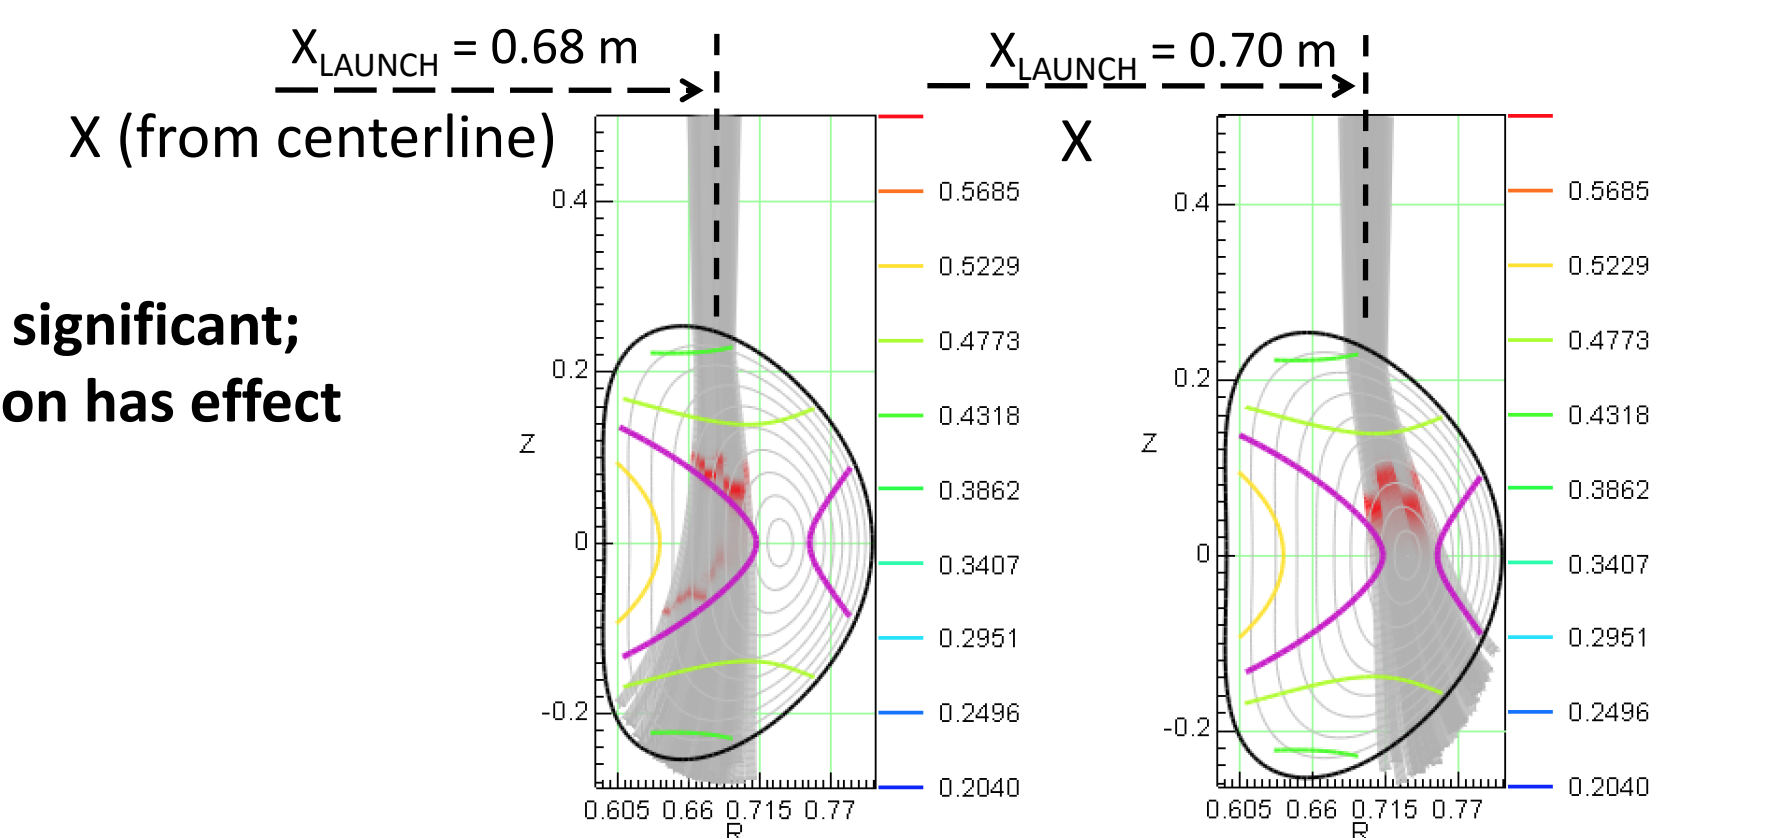 X_LAUNCH = 0.68 m
X_LAUNCH = 0.70 m
X (from centerline)
X
significant;
on has effect
0.4
0.2
0
-0.2
Z
0.605 0.66 0.715 0.77
R
0.5685
0.5229
0.4773
0.4318
0.3862
0.3407
0.2951
0.2496
0.2040
0.4
0.2
0
-0.2
Z
0.605 0.66 0.715 0.77
R
0.5685
0.5229
0.4773
0.4318
0.3862
0.3407
0.2951
0.2496
0.2040